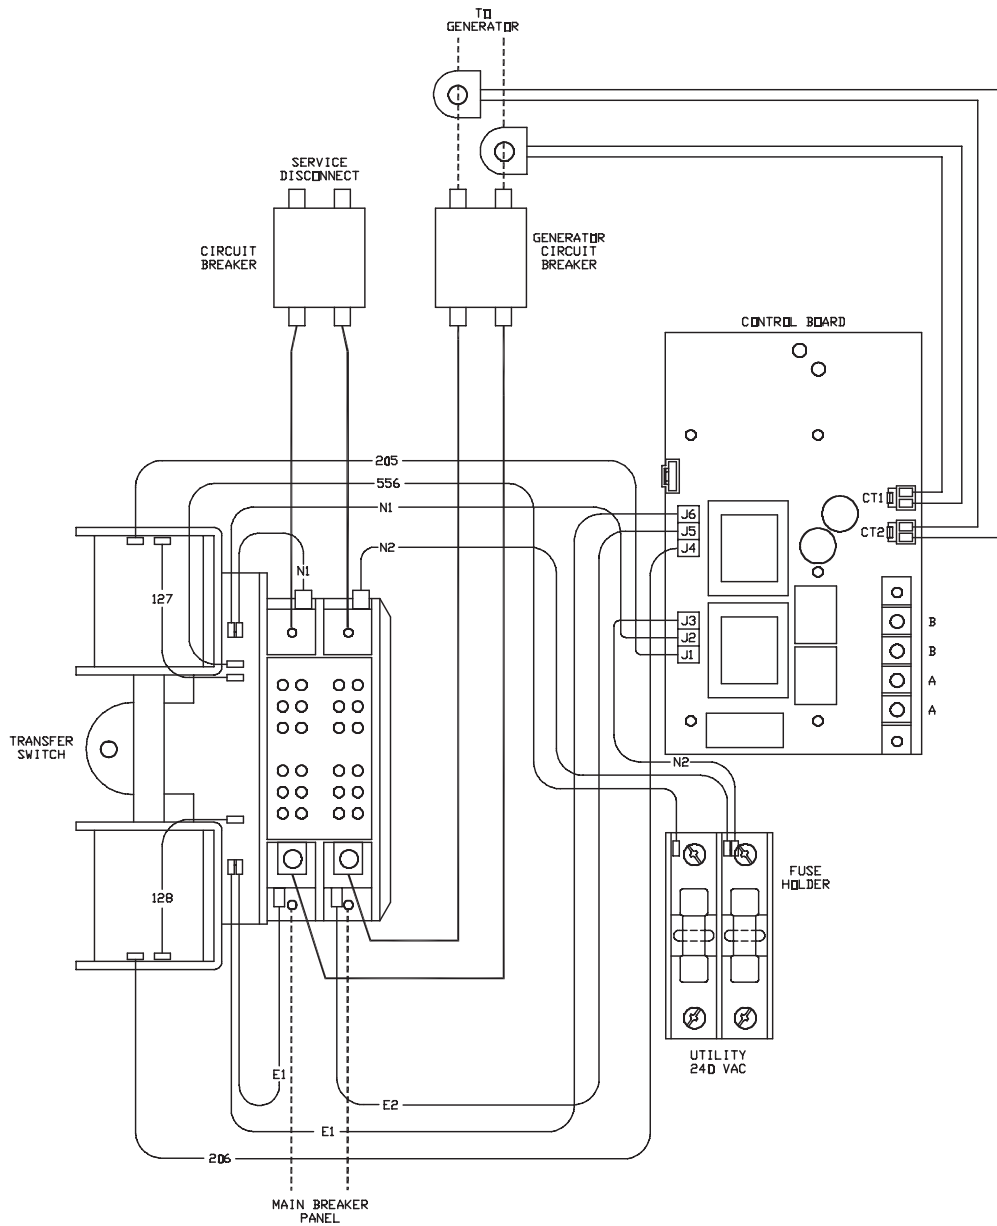 TO
GENERATOR
SERVICE
DISCONNECT
CIRCUIT
BREAKER
GENERATOR
CIRCUIT
BREAKER
CONTROL BOARD
205
556
N1
N2
N1
CT1
CT2
J6
J5
J4
J3
J2
J1
127
B
B
A
A
TRANSFER
SWITCH
N2
128
FUSE
HOLDER
UTILITY
240 VAC
E1
E2
E1
206
MAIN BREAKER
PANEL